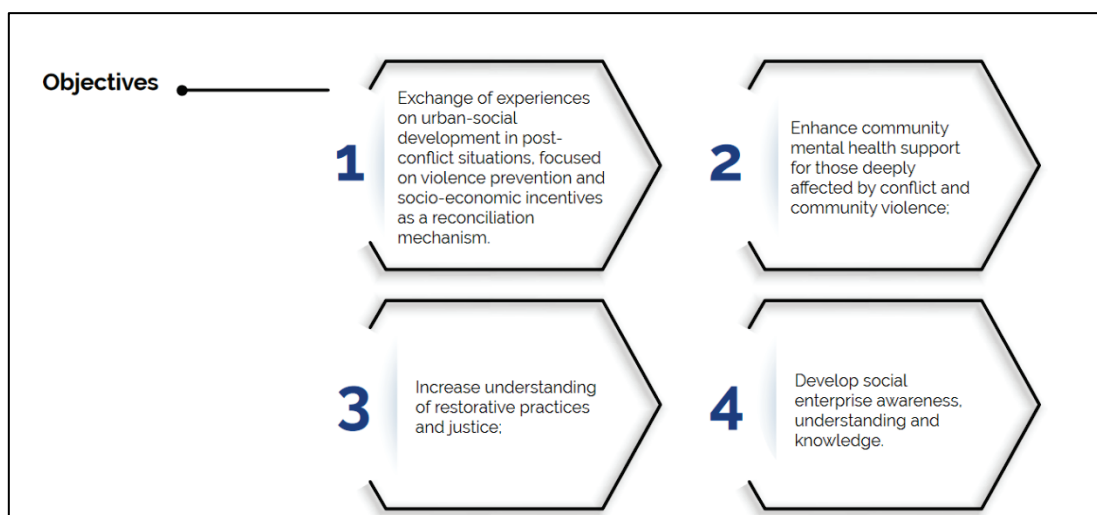 Objectives
1
Exchange of experiences
on urban-social
development in post-
conflict situations, focused
on violence prevention and
socio-economic incentives
as a reconciliation
mechanism.
2
Enhance community
mental health support
for those deeply
affected by conflict and
community violence;
3
Increase understanding
of restorative practices
and justice;
4
Develop social
enterprise awareness,
understanding and
knowledge.